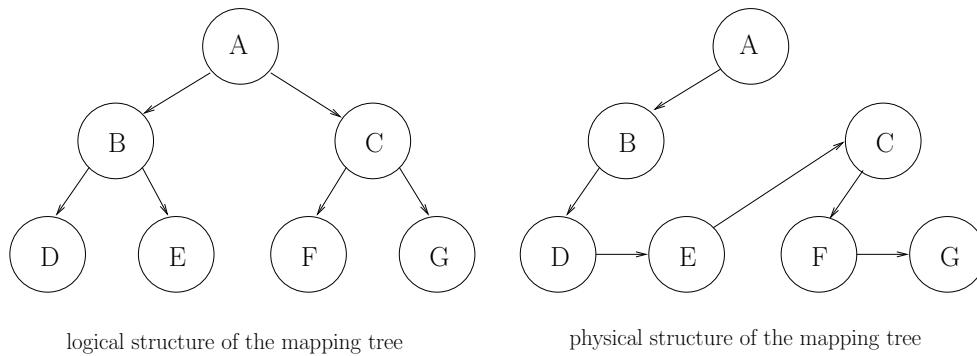 A A
B C B C
D E F G D E F G
logical structure of the mapping tree
physical structure of the mapping tree